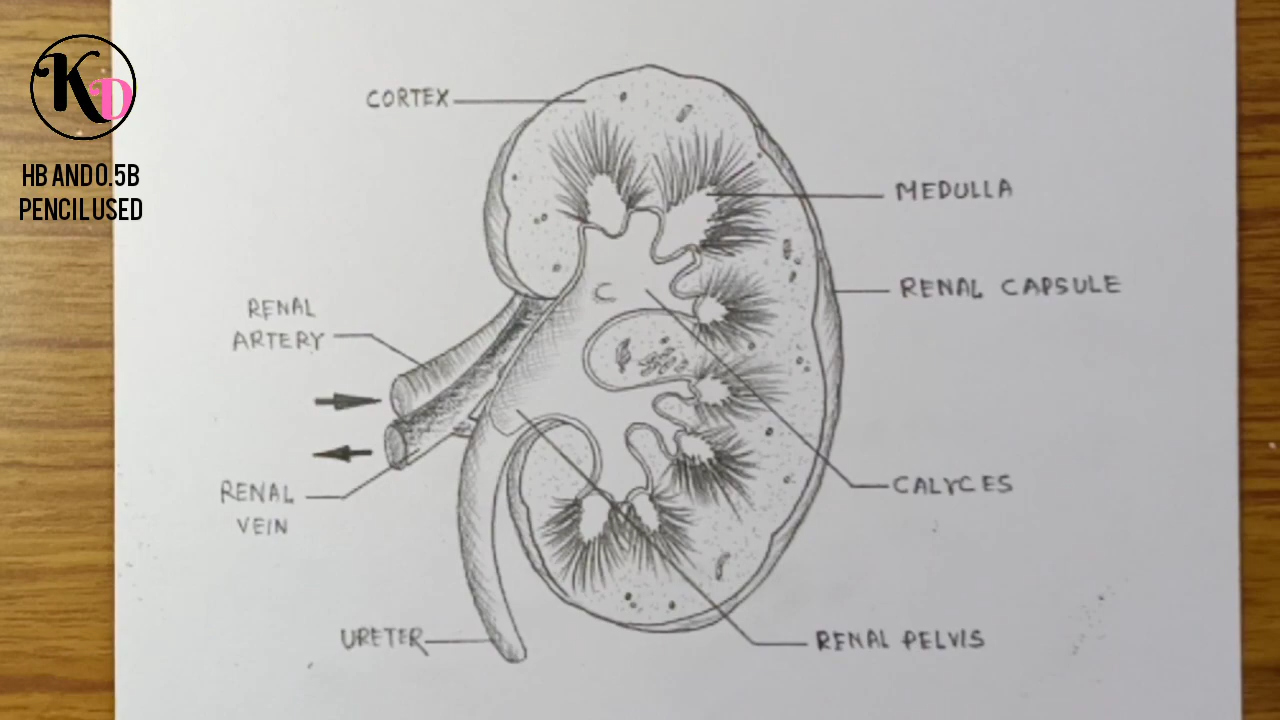 KD
HB AND 0.5B
PENCIL USED
CORTEX
MEDULLA
RENAL CAPSULE
RENAL
ARTERY
C
CALYCES
RENAL
VEIN
URETER
RENAL PELVIS